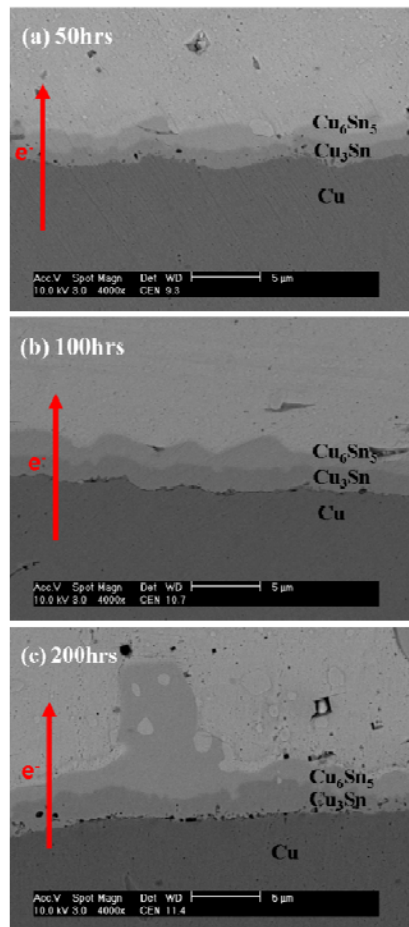 (a) 50hrs
Cu₆Sn₅
Cu₃Sn
e⁻
Cu
Acc.V Spot Magn Det WD 5 µm
10.0 kV 3.0 4000x CEN 9.3
(b) 100hrs
Cu₆Sn₅
e⁻
Cu₃Sn
Cu
Acc.V Spot Magn Det WD 5 µm
10.0 kV 3.0 4000x CEN 10.7
(c) 200hrs
e⁻
Cu₆Sn₅
Cu₃Sn
Cu
Acc.V Spot Magn Det WD 5 µm
10.0 kV 3.0 4000x CEN 11.4